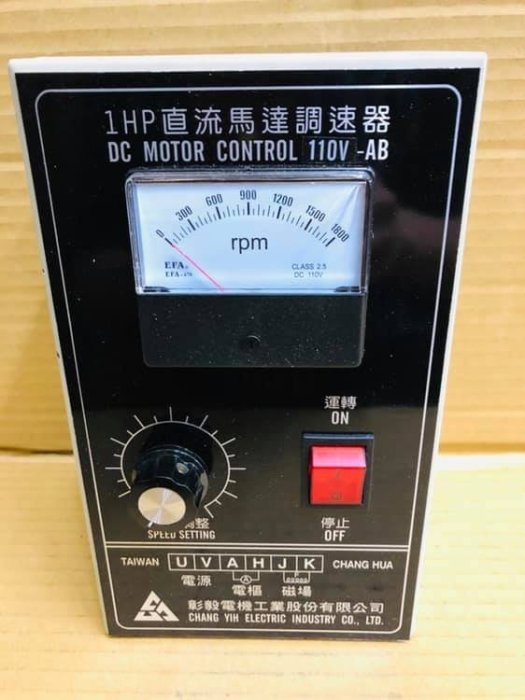 1HP直流馬達調速器
DC MOTOR CONTROL 110V -AB
0 300 600 900 1200 1500 1800
rpm
EFA
CLASS 2.5
DC 110V
運轉
ON
調整
SPEED SETTING
停止
OFF
TAIWAN U V A H J K CHANG HUA
電源 A 電樞 F 磁場
彰毅電機工業股份有限公司
CHANG YIH ELECTRIC INDUSTRY CO., LTD.